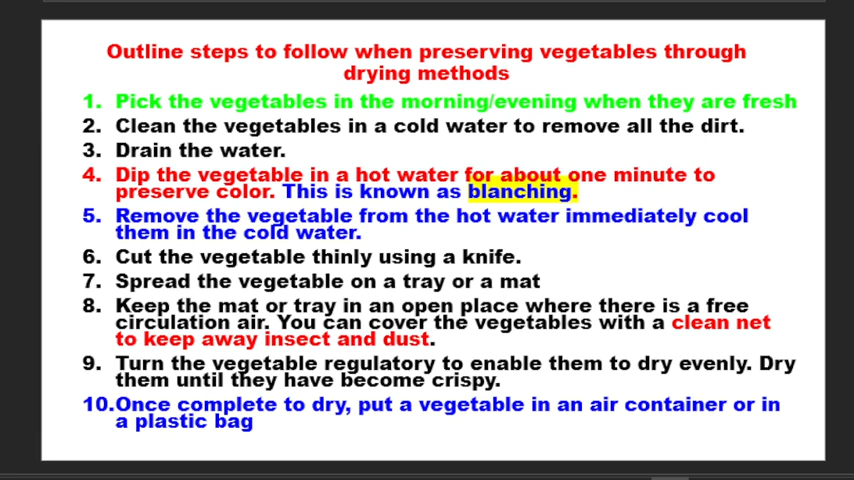 Outline steps to follow when preserving vegetables through
drying methods
1. Pick the vegetables in the morning/evening when they are fresh
2. Clean the vegetables in a cold water to remove all the dirt.
3. Drain the water.
4. Dip the vegetable in a hot water for about one minute to
preserve color. This is known as blanching.
5. Remove the vegetable from the hot water immediately cool
them in the cold water.
6. Cut the vegetable thinly using a knife.
7. Spread the vegetable on a tray or a mat
8. Keep the mat or tray in an open place where there is a free
circulation air. You can cover the vegetables with a clean net
to keep away insect and dust.
9. Turn the vegetable regulatory to enable them to dry evenly. Dry
them until they have become crispy.
10.Once complete to dry, put a vegetable in an air container or in
a plastic bag